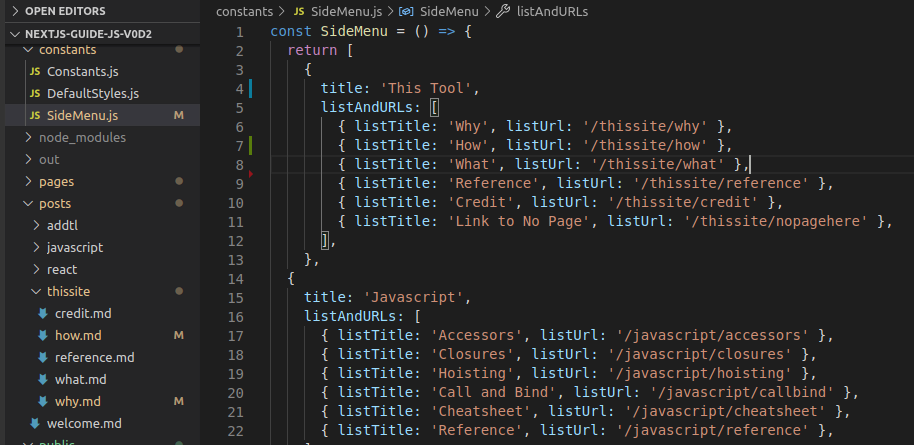 OPEN EDITORS
NEXTJS-GUIDE-JS-V0D2
constants
JS Constants.js
JS DefaultStyles.js
JS SideMenu.js M
node_modules
out
pages
posts
addtl
javascript
react
thissite
credit.md
how.md M
reference.md
what.md
why.md M
welcome.md
public
constants > JS SideMenu.js > SideMenu > listAndURLs
1 const SideMenu = () => {
2 return [
3 {
4 title: 'This Tool',
5 listAndURLs: [
6 { listTitle: 'Why', listUrl: '/thissite/why' },
7 { listTitle: 'How', listUrl: '/thissite/how' },
8 { listTitle: 'What', listUrl: '/thissite/what' },
9 { listTitle: 'Reference', listUrl: '/thissite/reference' },
10 { listTitle: 'Credit', listUrl: '/thissite/credit' },
11 { listTitle: 'Link to No Page', listUrl: '/thissite/nopagehere' },
12 ],
13 },
14 {
15 title: 'Javascript',
16 listAndURLs: [
17 { listTitle: 'Accessors', listUrl: '/javascript/accessors' },
18 { listTitle: 'Closures', listUrl: '/javascript/closures' },
19 { listTitle: 'Hoisting', listUrl: '/javascript/hoisting' },
20 { listTitle: 'Call and Bind', listUrl: '/javascript/callbind' },
21 { listTitle: 'Cheatsheet', listUrl: '/javascript/cheatsheet' },
22 { listTitle: 'Reference', listUrl: '/javascript/reference' },